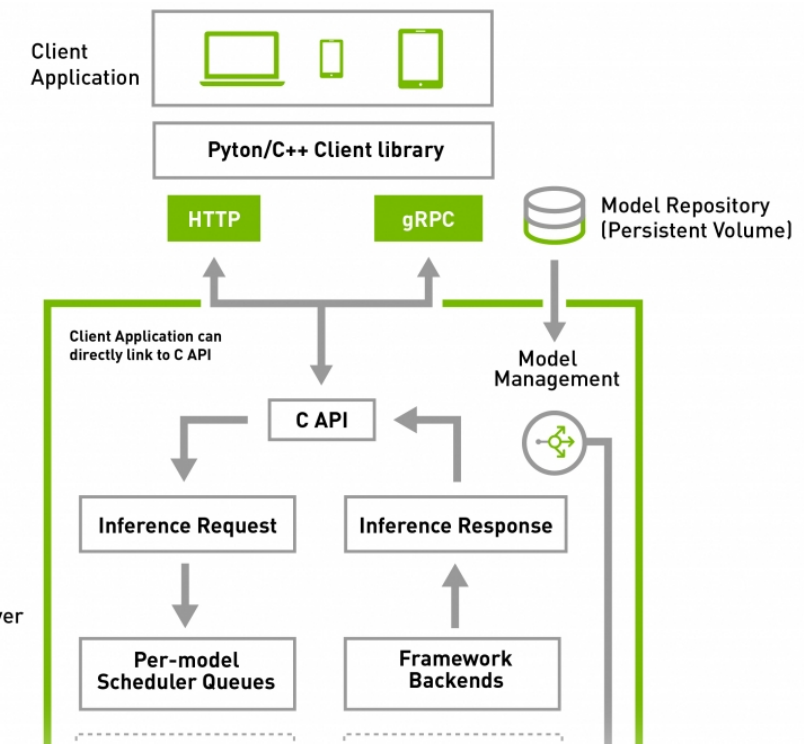 Client
Application
Pyton/C++ Client library
HTTP
gRPC
Model Repository
(Persistent Volume)
Client Application can
directly link to C API
Model
Management
C API
Inference Request
Inference Response
ver
Per-model
Scheduler Queues
Framework
Backends